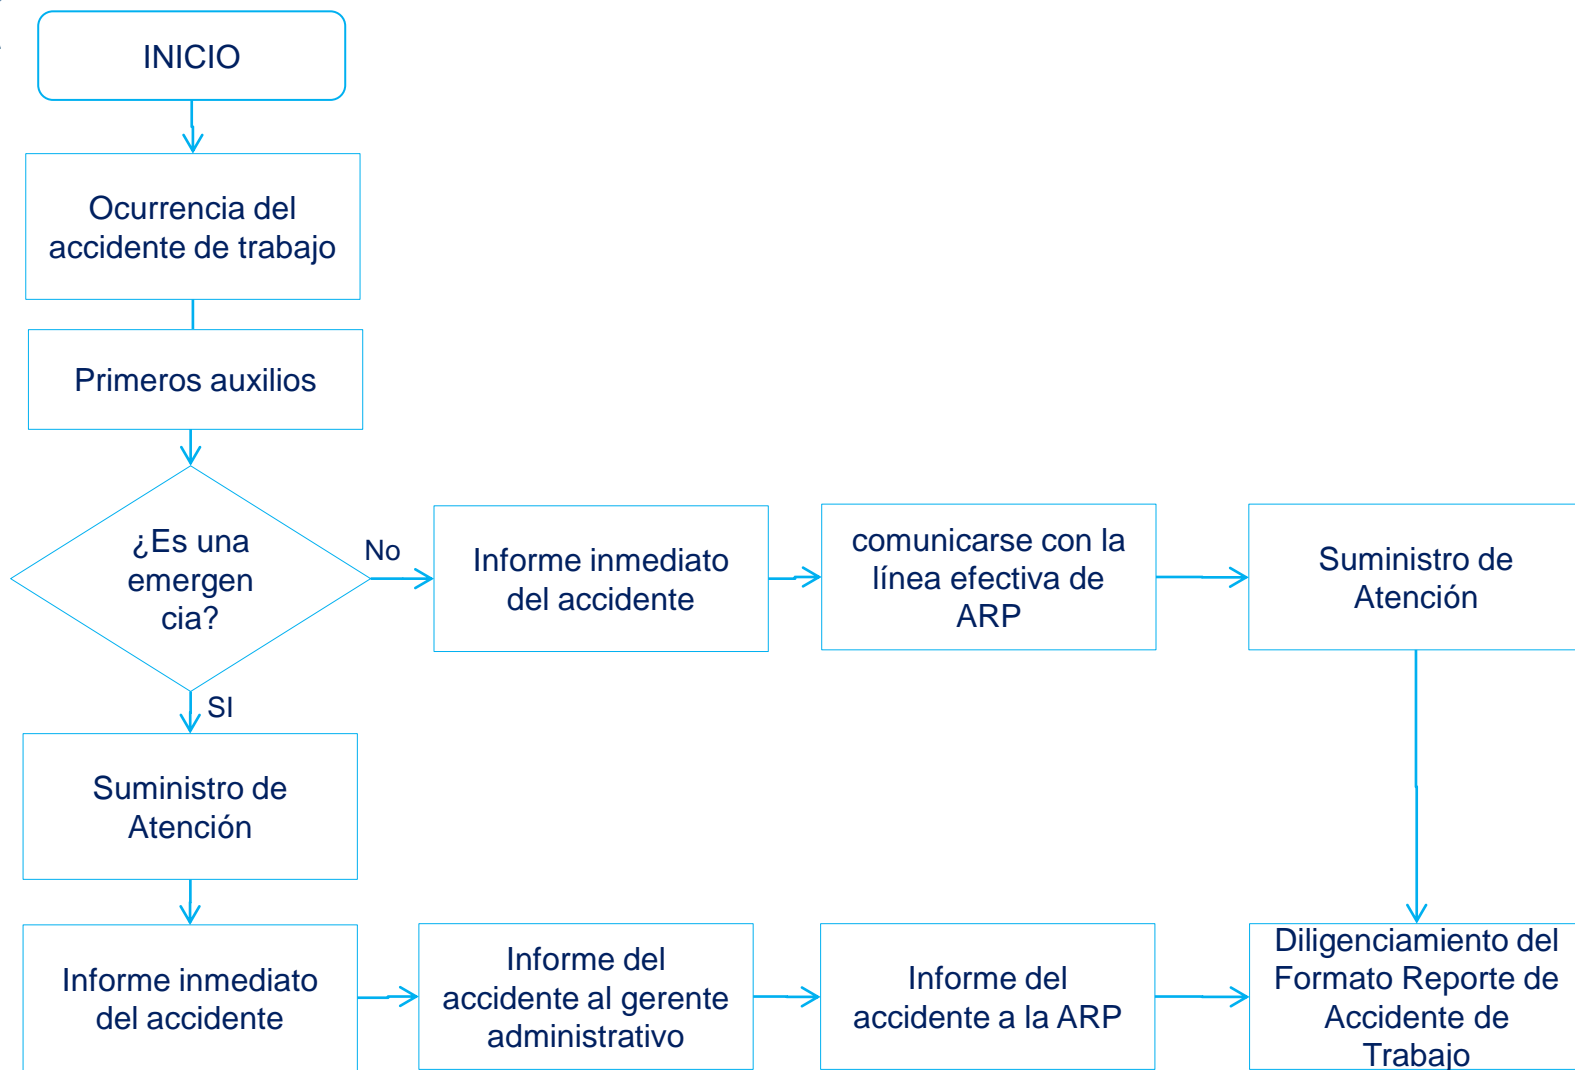 INICIO
Ocurrencia del
accidente de trabajo
Primeros auxilios
¿Es una
emergen
cia?
No
Informe inmediato
del accidente
comunicarse con la
línea efectiva de
ARP
Suministro de
Atención
SI
Suministro de
Atención
Informe inmediato
del accidente
Informe del
accidente al gerente
administrativo
Informe del
accidente a la ARP
Diligenciamiento del
Formato Reporte de
Accidente de
Trabajo